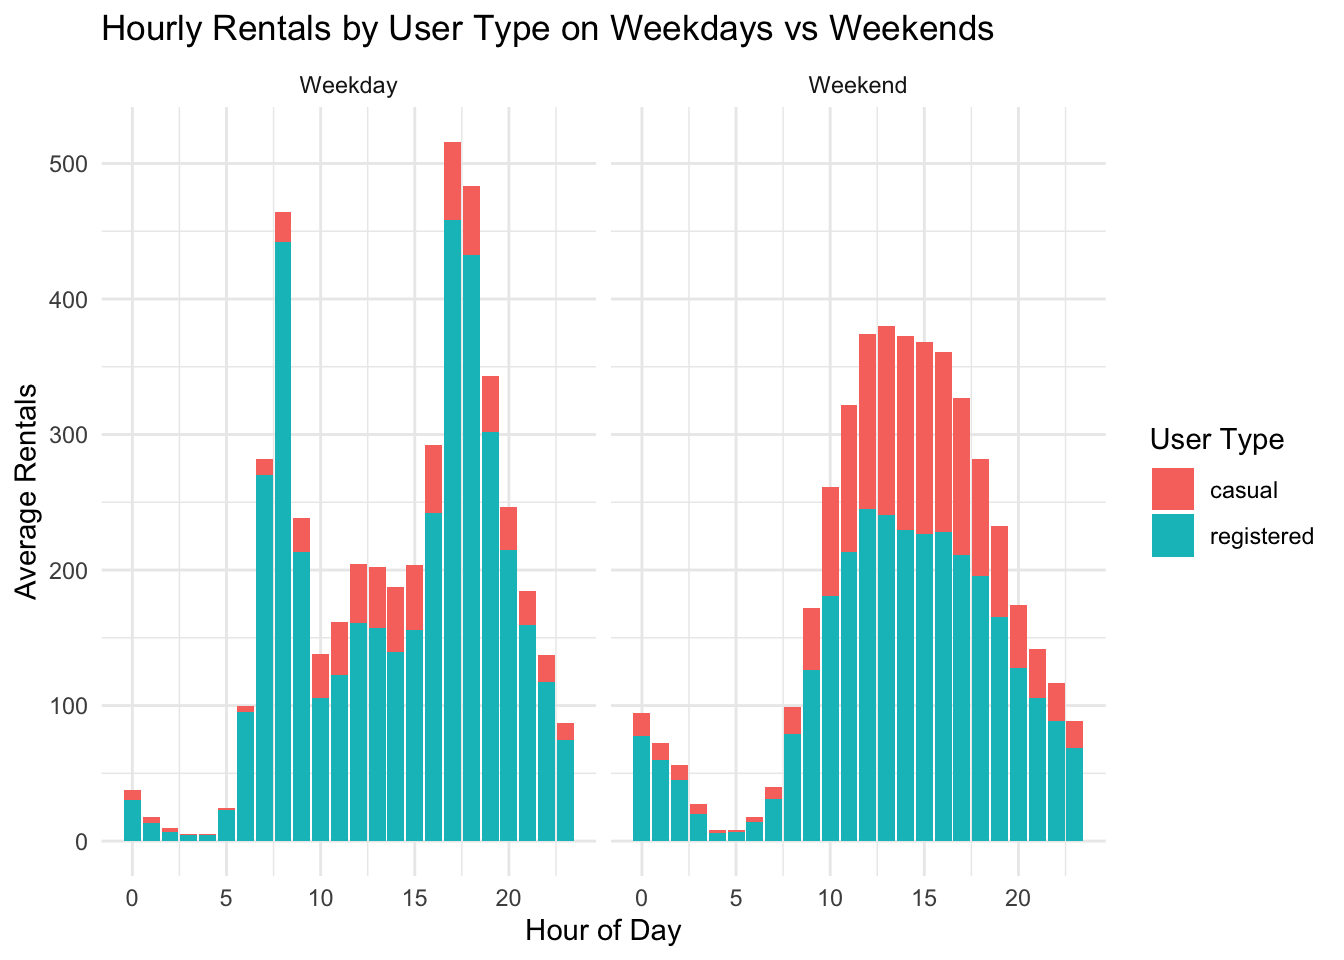 Hourly Rentals by User Type on Weekdays vs Weekends
Weekday
Weekend
500
400
300
200
100
0
Average Rentals
0 5 10 15 20
0 5 10 15 20
Hour of Day
User Type
casual
registered